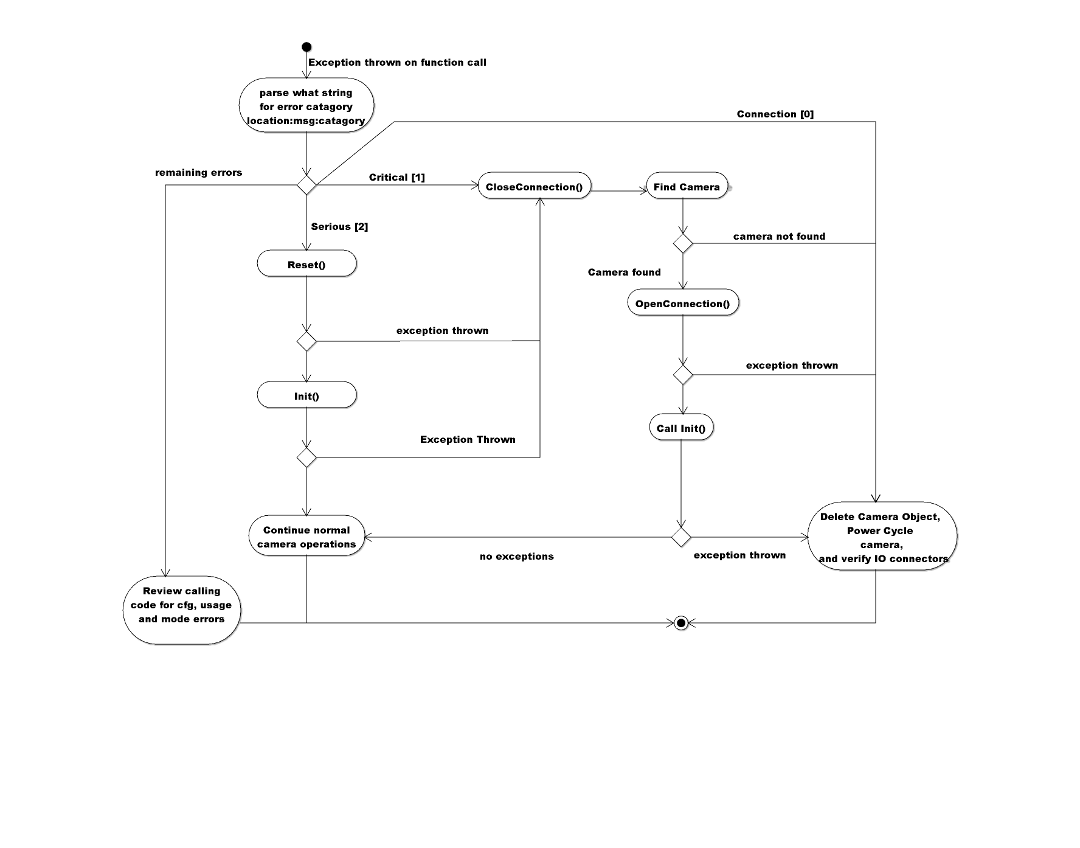 Exception thrown on function call
parse what string
for error catagory
location:msg:catagory
Connection [0]
remaining errors
Critical [1]
CloseConnection()
Find Camera
Serious [2]
camera not found
Reset()
Camera found
OpenConnection()
exception thrown
exception thrown
Init()
Call Init()
Exception Thrown
Continue normal
camera operations
Delete Camera Object,
Power Cycle
camera,
and verify IO connectors
no exceptions
exception thrown
Review calling
code for cfg, usage
and mode errors